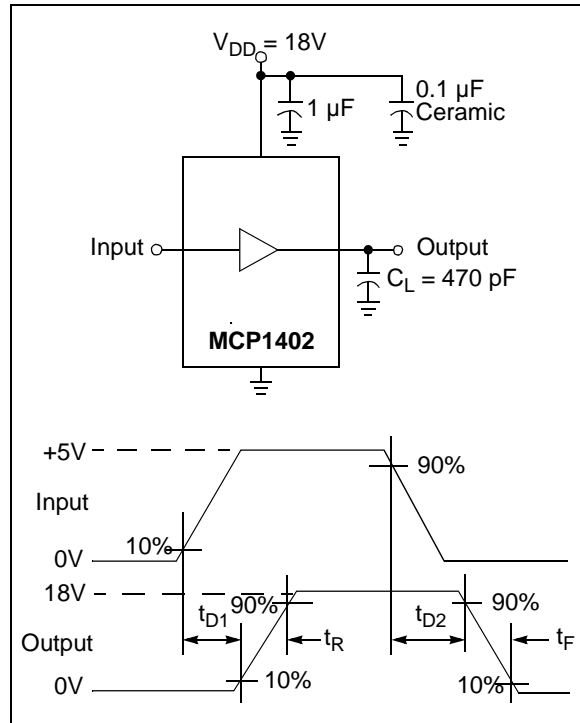 V_DD = 18V
1 µF
0.1 µF
Ceramic
Input
Output
C_L = 470 pF
MCP1402
+5V
90%
Input
10%
0V
18V
90%
t_D1
t_R
t_D2
90%
t_F
Output
0V
10%
10%